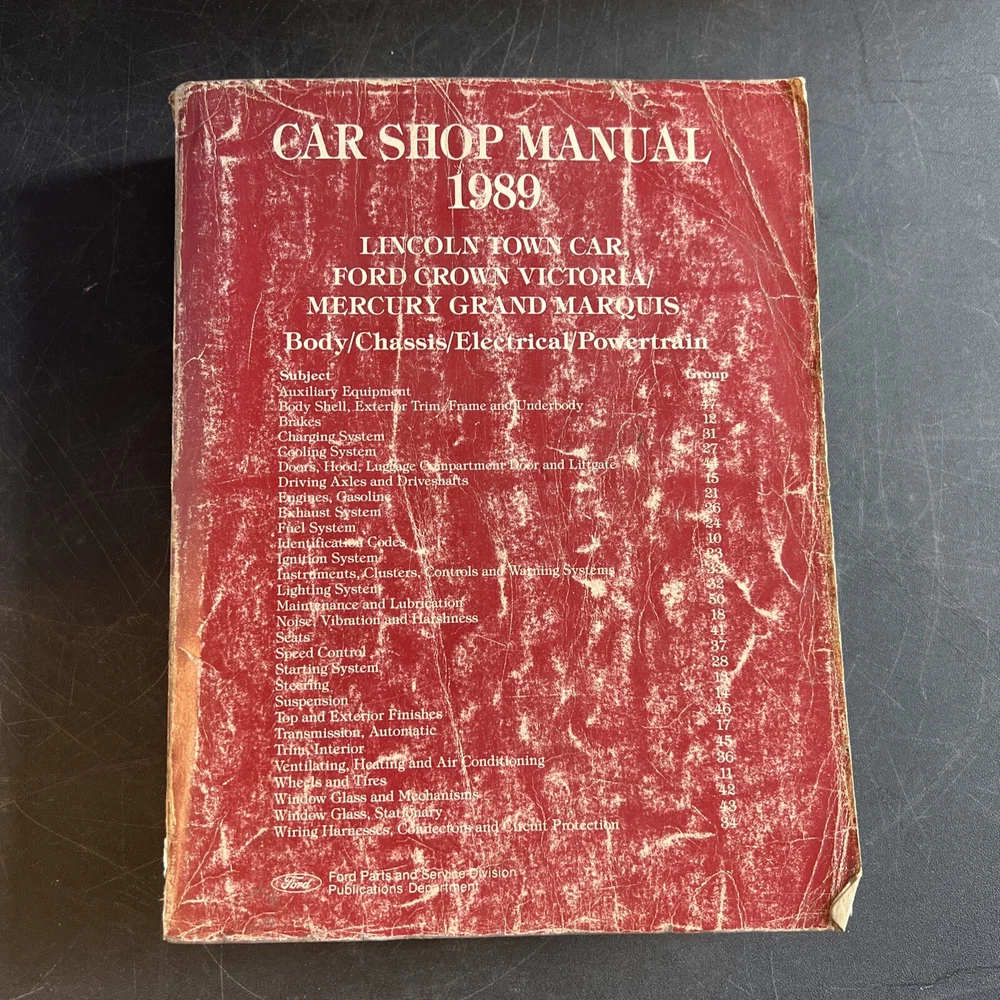 CAR SHOP MANUAL
1989
LINCOLN TOWN CAR,
FORD CROWN VICTORIA/
MERCURY GRAND MARQUIS
Body/Chassis/Electrical/Powertrain
Subject Group
Auxiliary Equipment
Body Shell, Exterior Trim, Frame and Underbody 47
Brakes 12
Charging System 31
Cooling System 27
Doors, Hood, Luggage Compartment Door and Liftgate
Driving Axles and Driveshafts 15
Engines, Gasoline 21
Exhaust System 26
Fuel System 24
Identification Codes 10
Ignition System 23
Instruments, Clusters, Controls and Warning Systems 33
Lighting System 32
Maintenance and Lubrication 50
Noise, Vibration and Harshness 18
Seats 41
Speed Control 37
Starting System 28
Steering 13
Suspension 14
Top and Exterior Finishes 46
Transmission, Automatic 17
Trim, Interior 45
Ventilating, Heating and Air Conditioning 36
Wheels and Tires 11
Window Glass and Mechanisms 42
Window Glass, Stationary 43
Wiring Harnesses, Connectors and Circuit Protection 34
Ford Ford Parts and Service Division
Publications Department